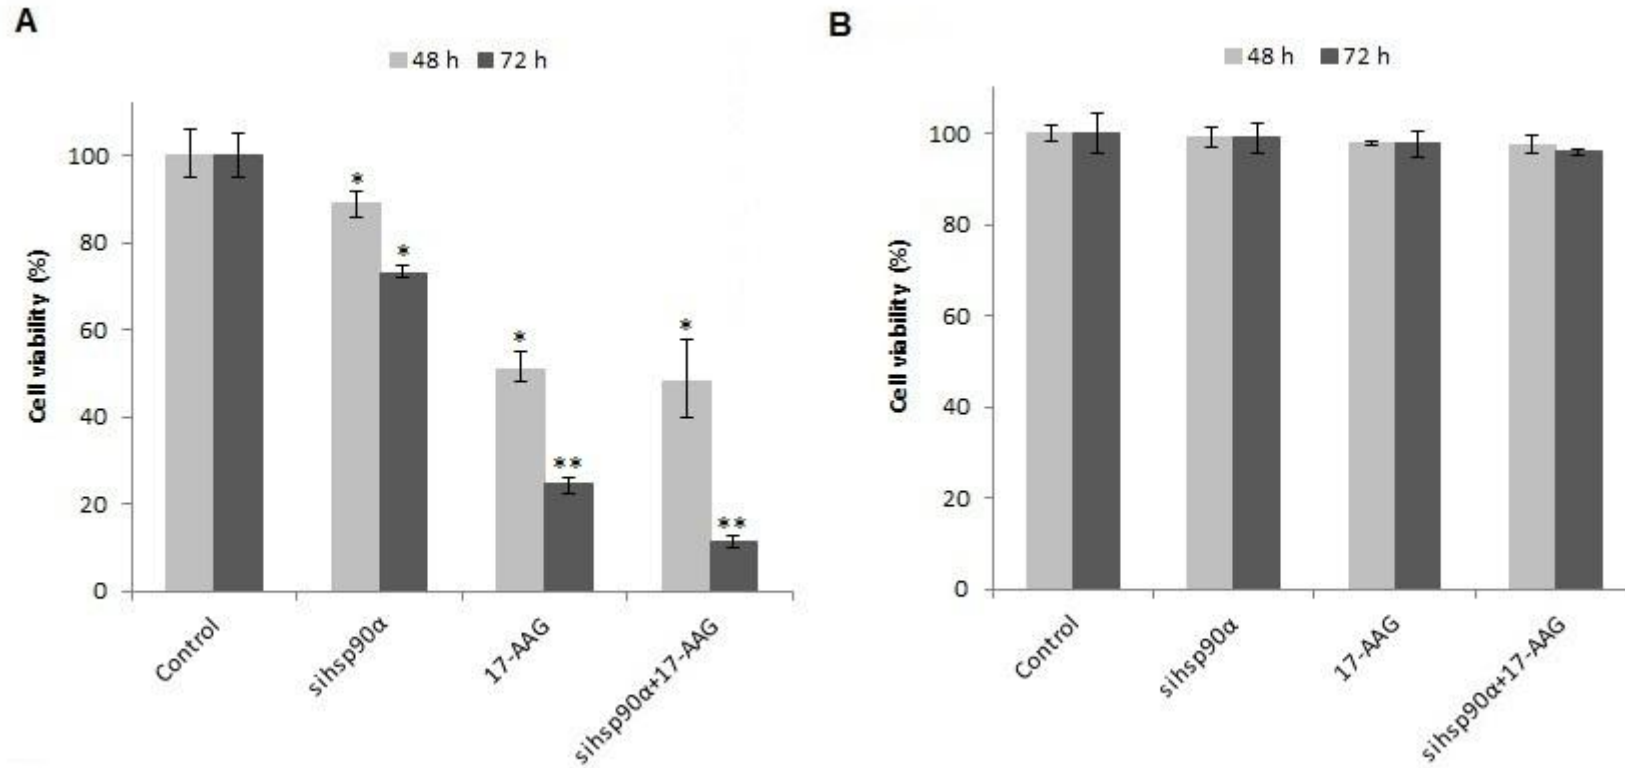 A
48 h 72 h
Cell viability (%)
100
80
60
40
20
0
*
*
*
**
*
**
Control
sihsp90α
17-AAG
sihsp90α+17-AAG
B
48 h 72 h
Cell viability (%)
100
80
60
40
20
0
Control
sihsp90α
17-AAG
sihsp90α+17-AAG